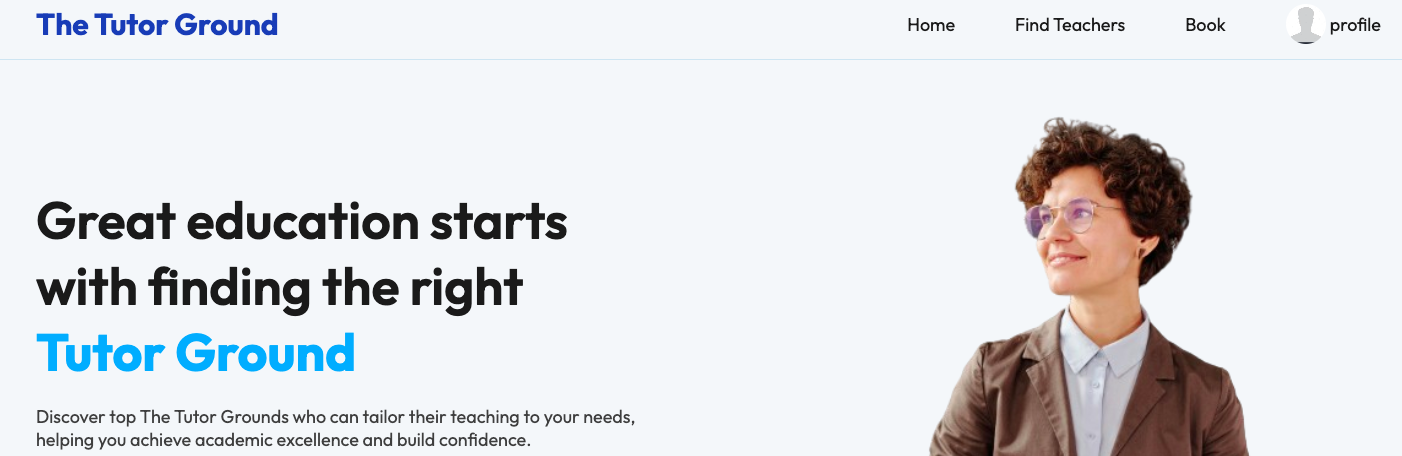 The Tutor Ground
Home
Find Teachers
Book
profile
Great education starts
with finding the right
Tutor Ground
Discover top The Tutor Grounds who can tailor their teaching to your needs,
helping you achieve academic excellence and build confidence.